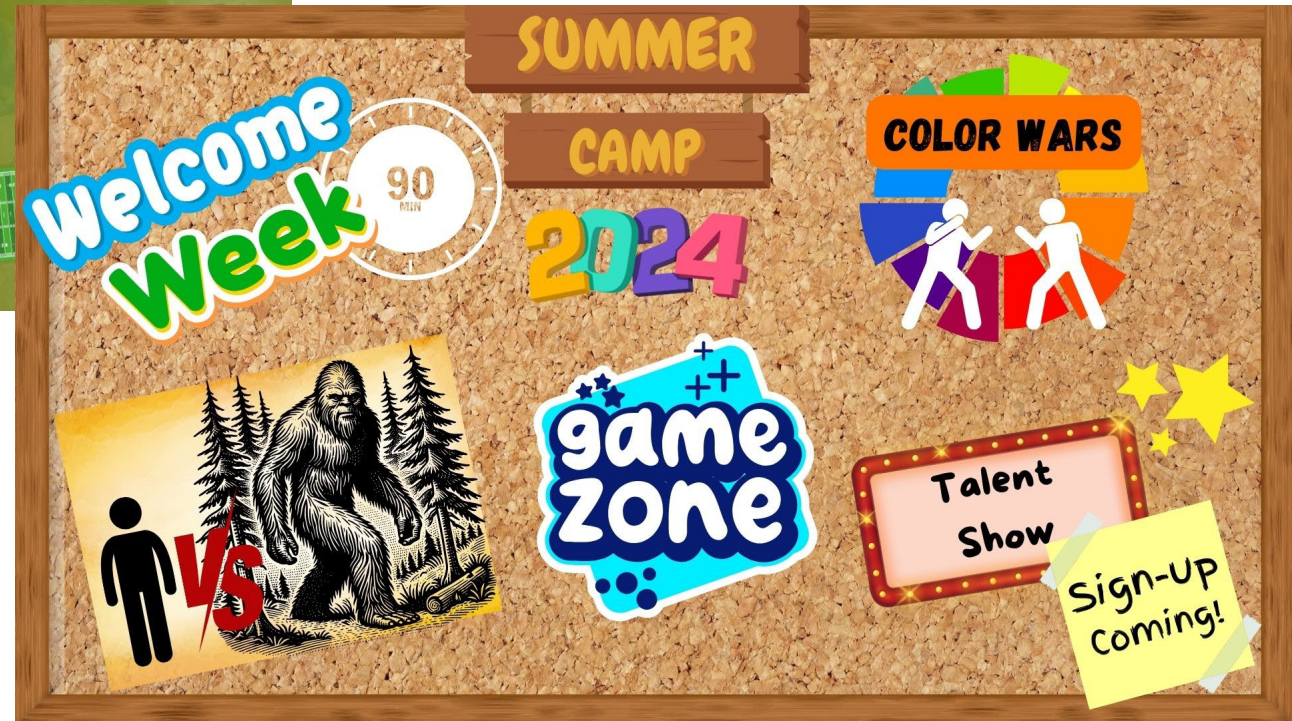 SUMMER
CAMP
2024
Welcome
Week
90
MIN
COLOR WARS
VS
game
zone
Talent
Show
Sign-Up
Coming!